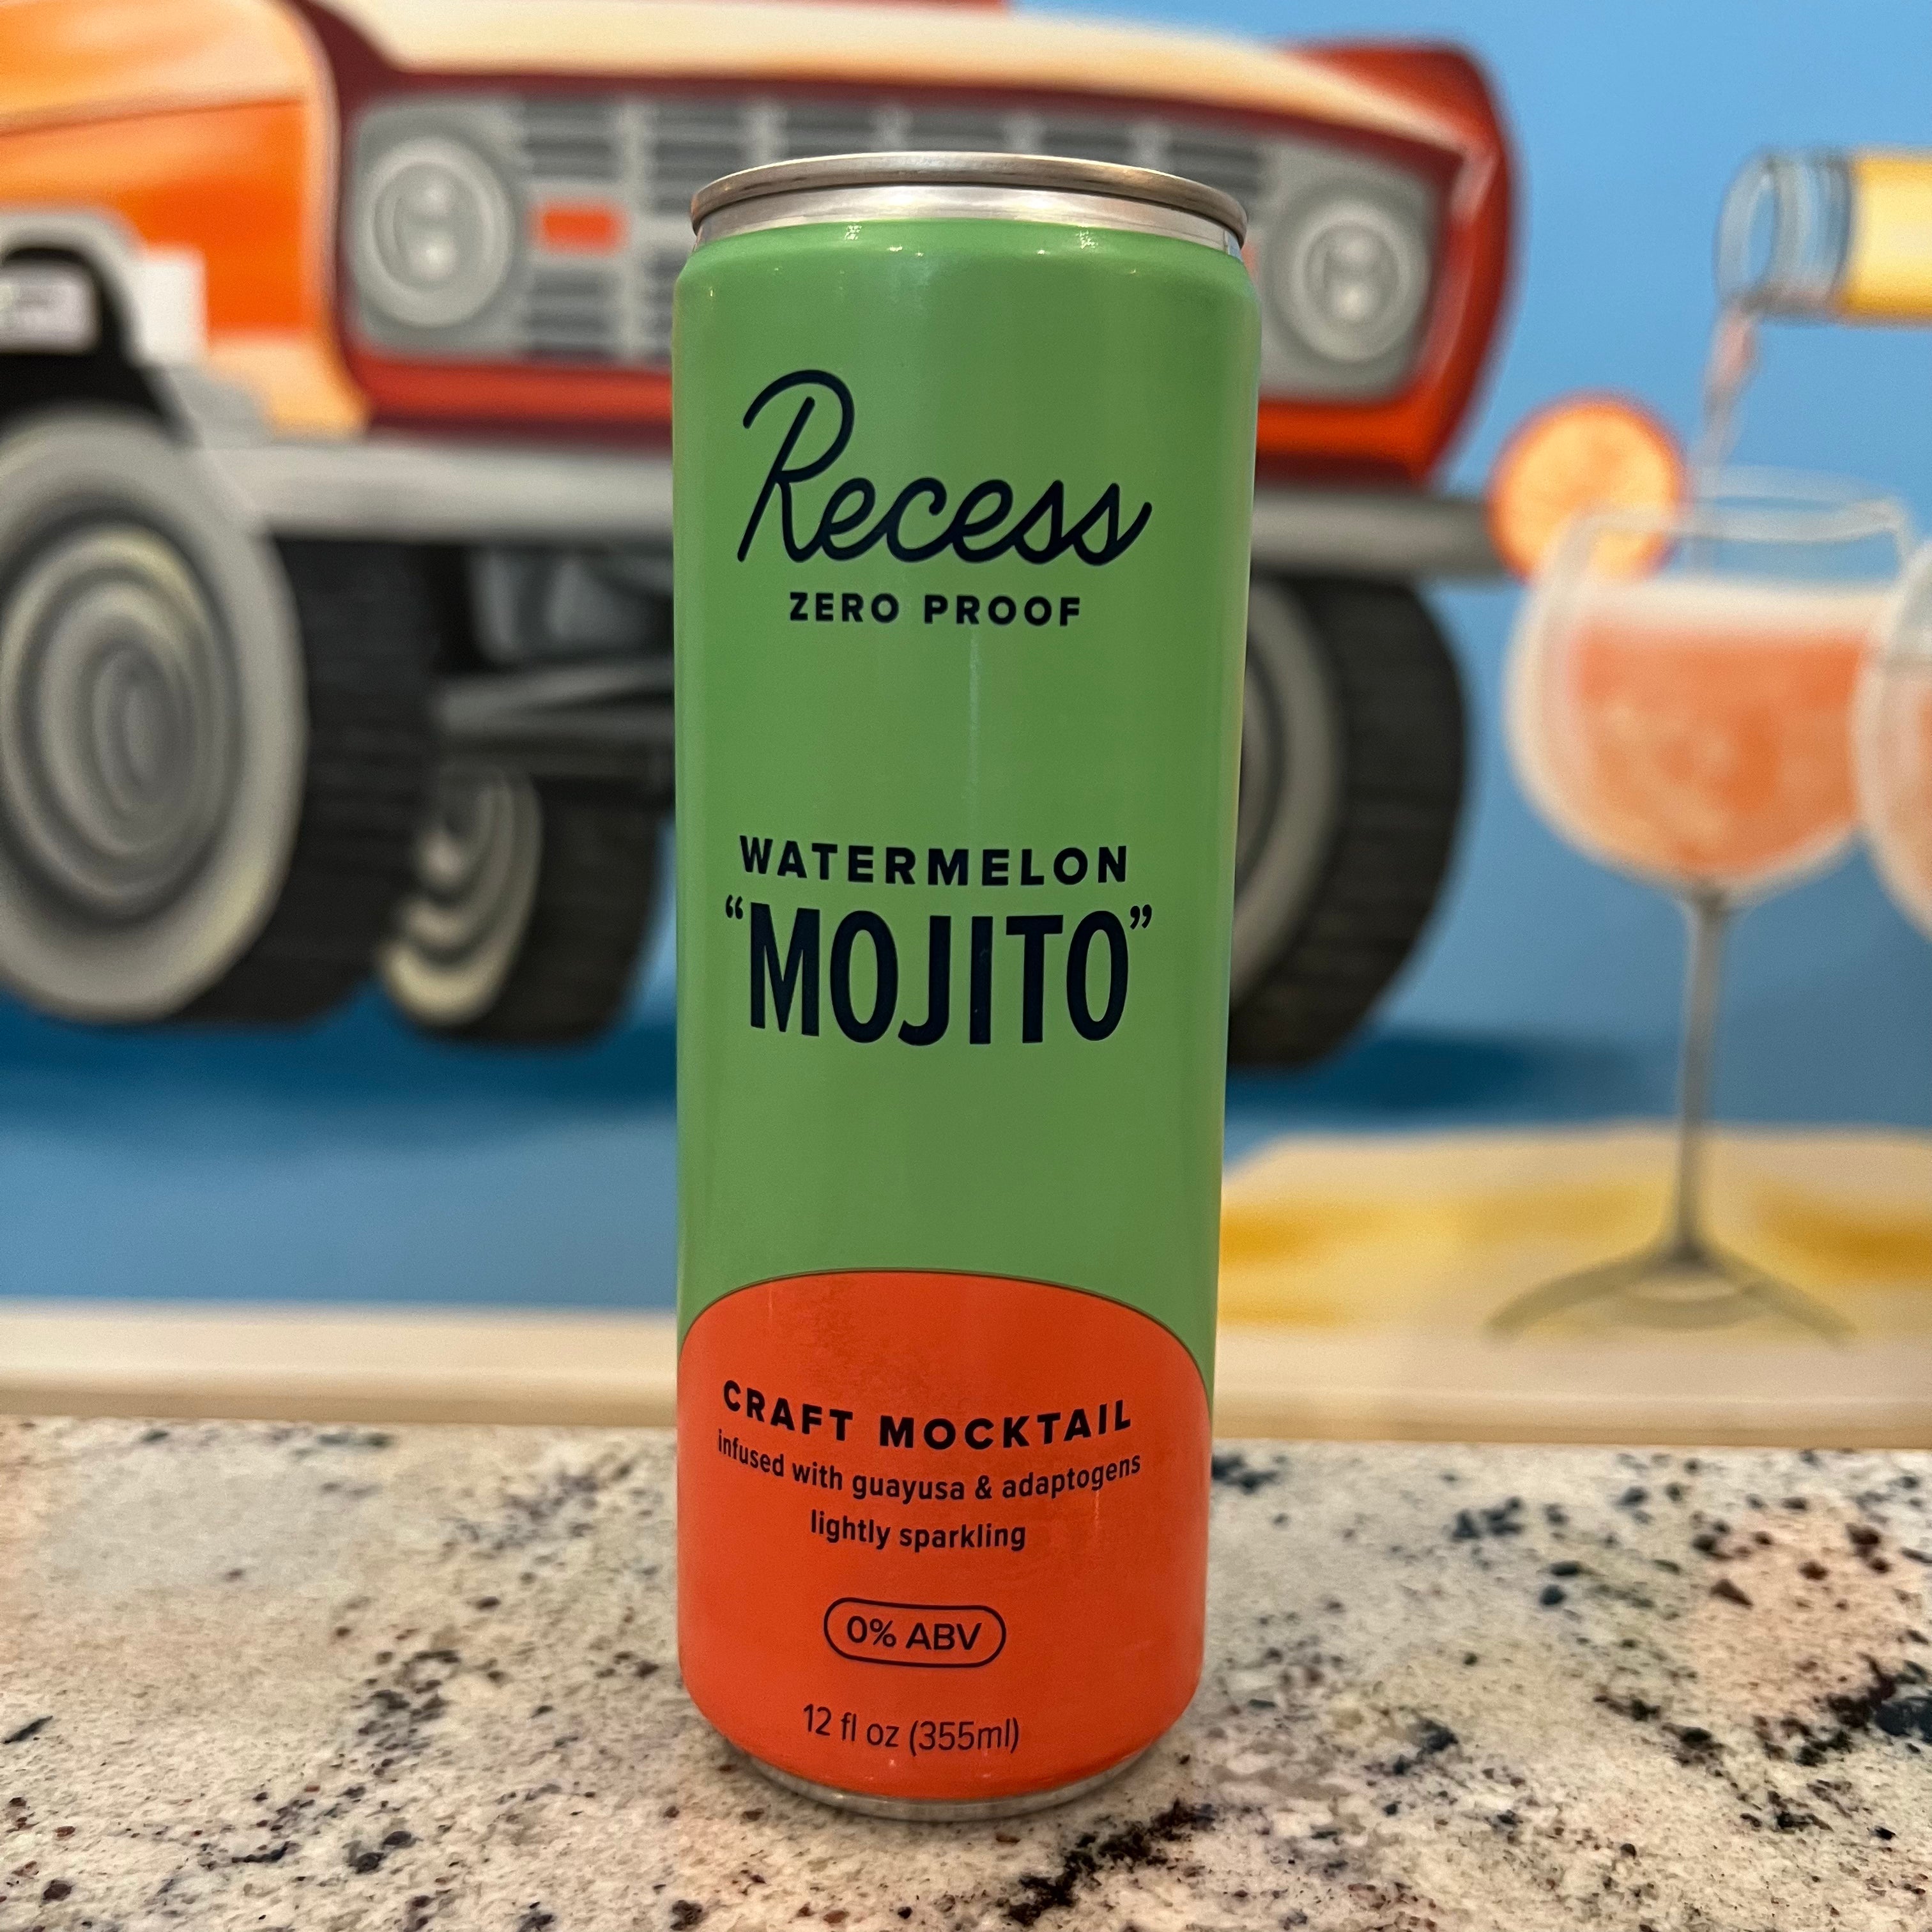 Recess
ZERO PROOF
WATERMELON
“MOJITO”
CRAFT MOCKTAIL
infused with guayusa & adaptogens
lightly sparkling
0% ABV
12 fl oz (355ml)